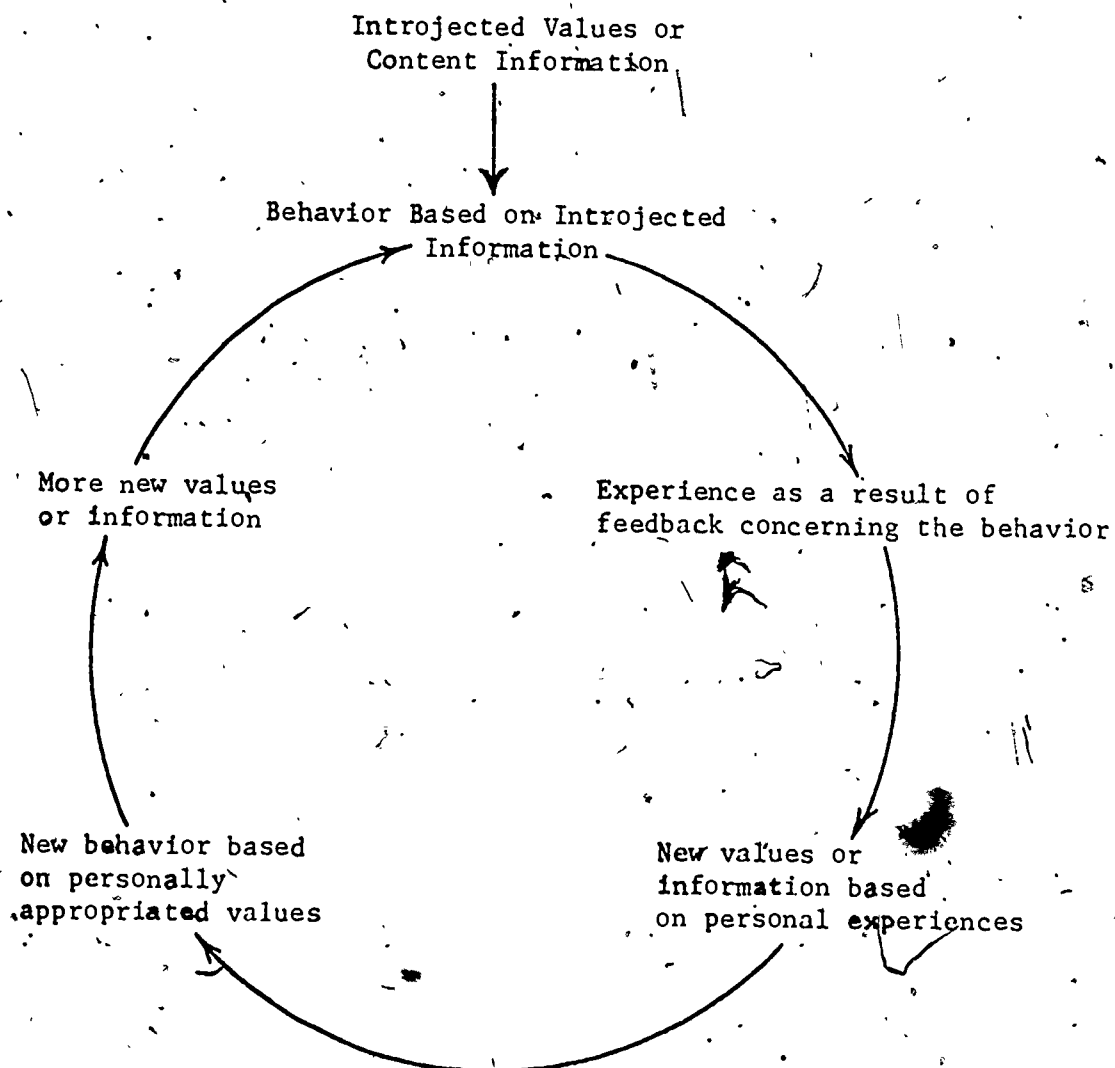 Introjected Values or
Content Information
Behavior Based on Introjected
Information
More new values
or information
Experience as a result of
feedback concerning the behavior
New behavior based
on personally
appropriated values
New values or
information based
on personal experiences